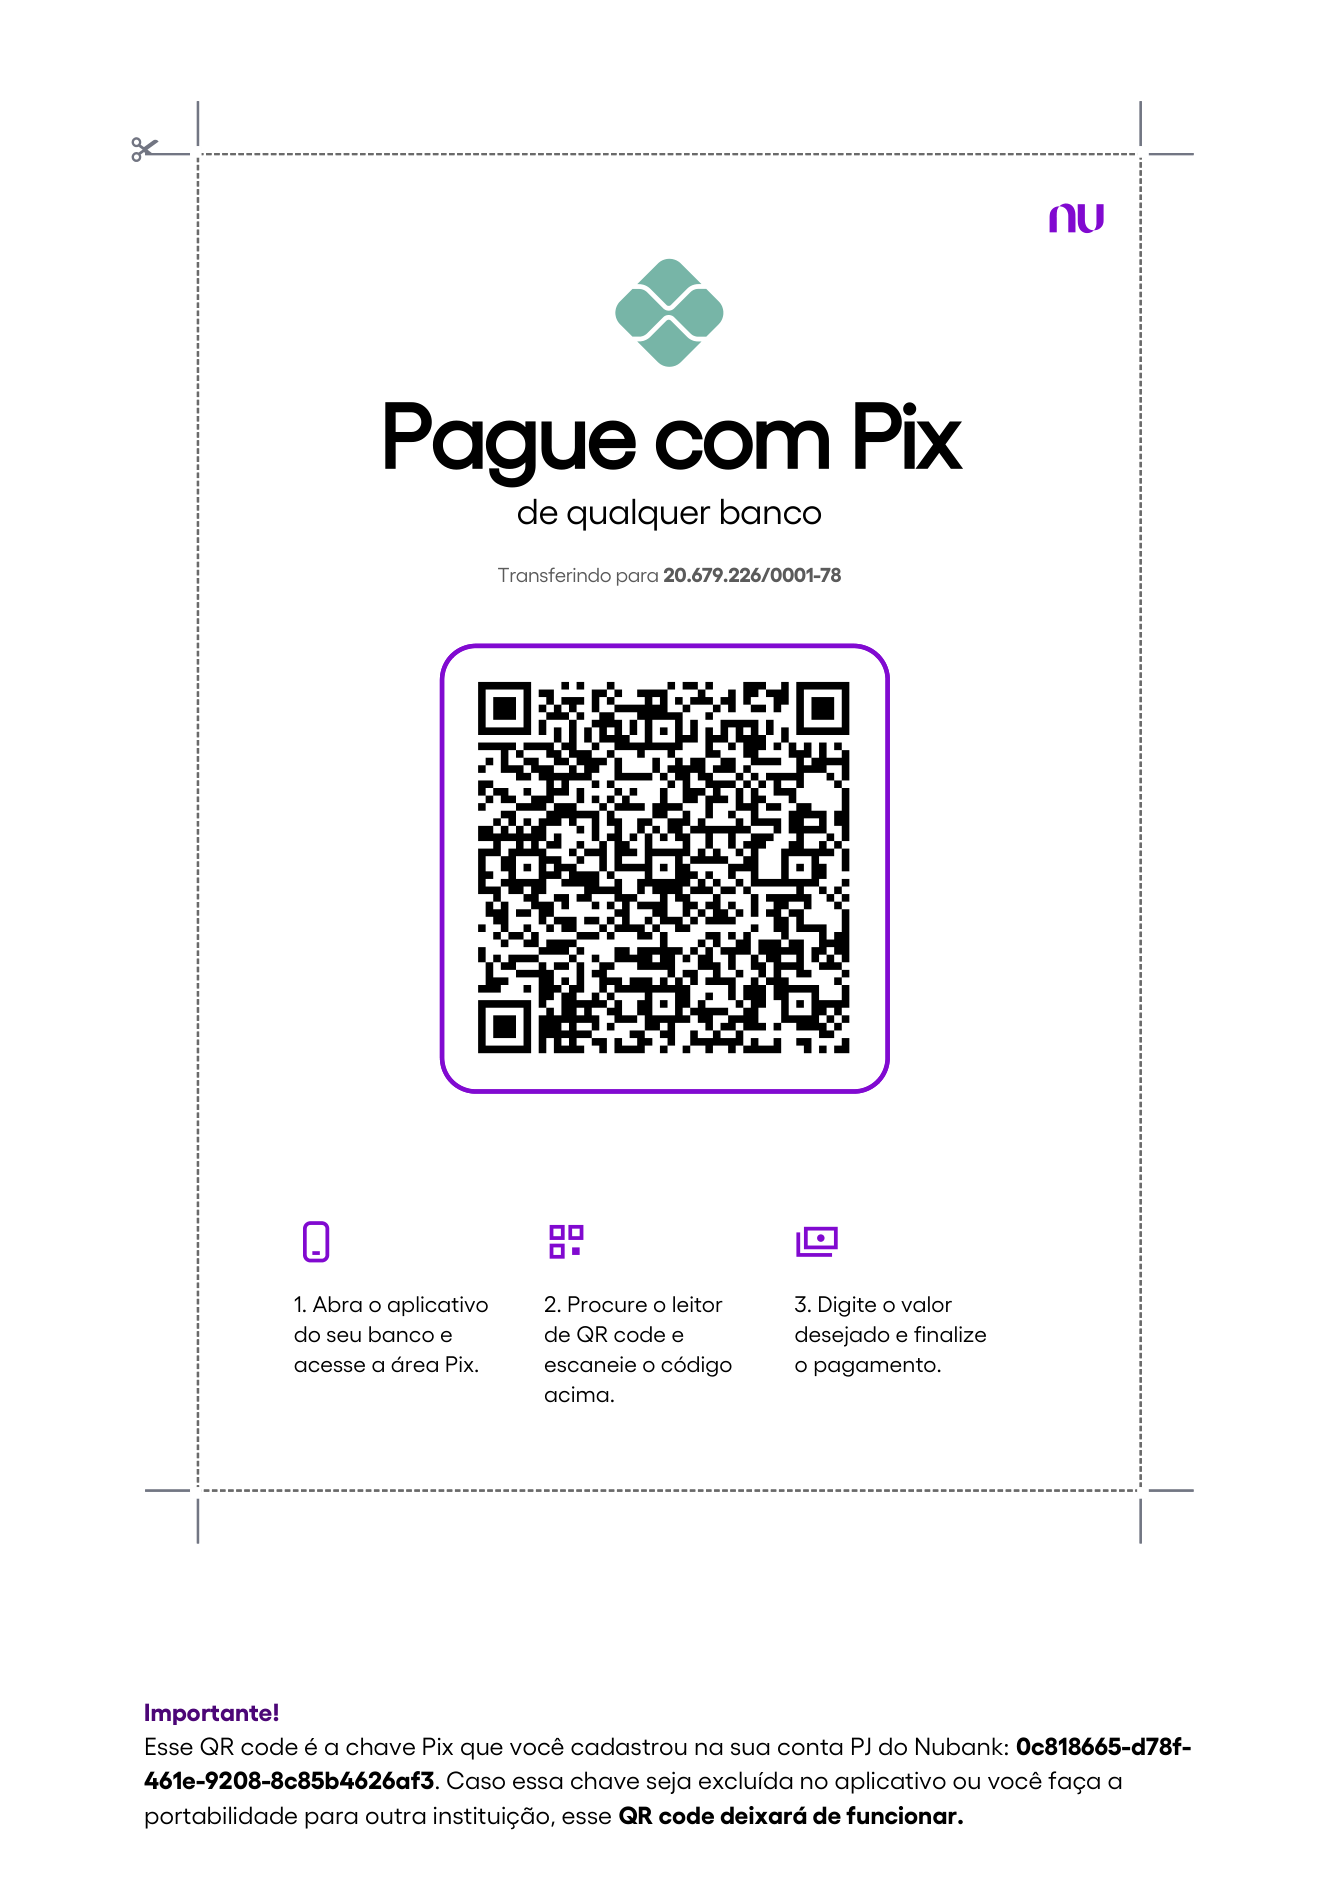 nu
Pague com Pix
de qualquer banco
Transferindo para 20.679.226/0001-78
1. Abra o aplicativo
do seu banco e
acesse a área Pix.
2. Procure o leitor
de QR code e
escaneie o código
acima.
3. Digite o valor
desejado e finalize
o pagamento.
Importante!
Esse QR code é a chave Pix que você cadastrou na sua conta PJ do Nubank: 0c818665-d78f-
461e-9208-8c85b4626af3. Caso essa chave seja excluída no aplicativo ou você faça a
portabilidade para outra instituição, esse QR code deixará de funcionar.